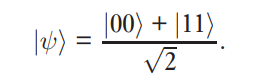 |ψ⟩ = (|00⟩ + |11⟩)/√2.